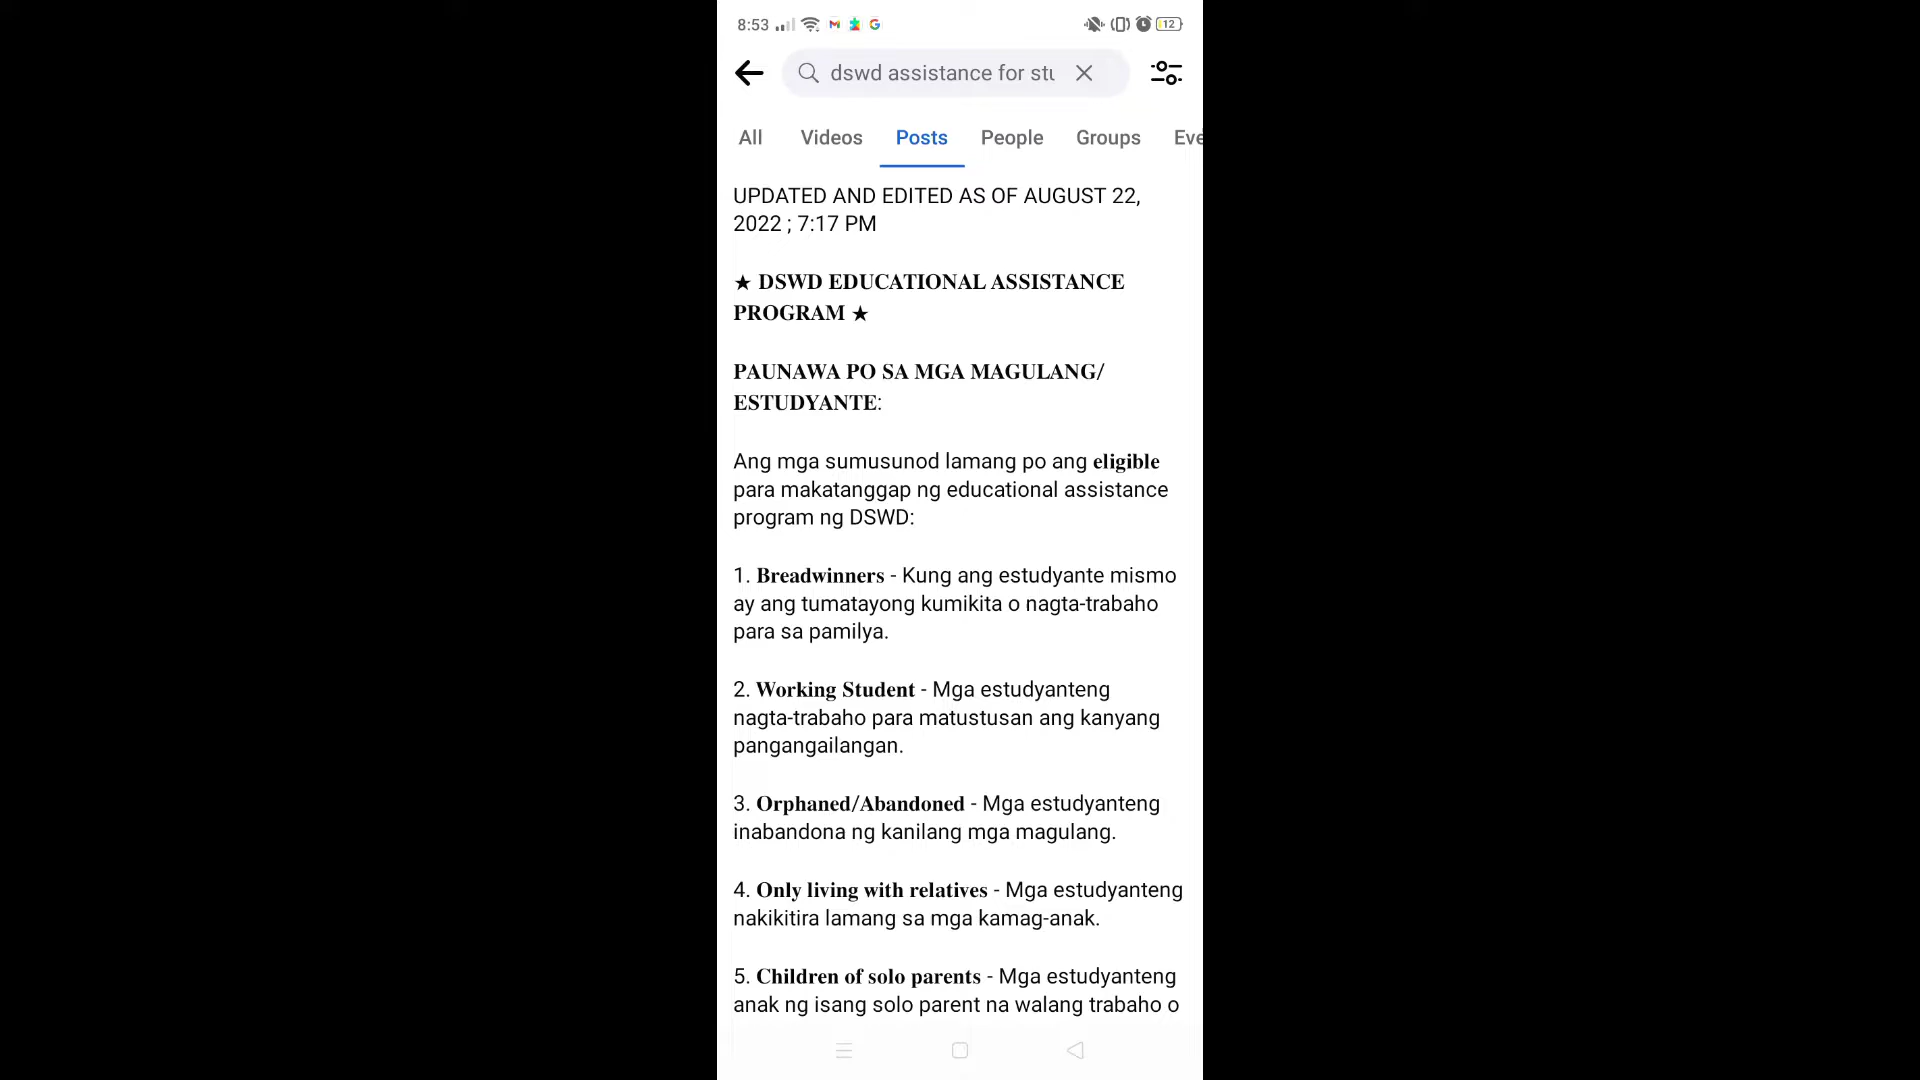 8:53
12
dswd assistance for stu
All Videos Posts People Groups Eve
UPDATED AND EDITED AS OF AUGUST 22,
2022 ; 7:17 PM
★ DSWD EDUCATIONAL ASSISTANCE
PROGRAM ★
PAUNAWA PO SA MGA MAGULANG/
ESTUDYANTE:
Ang mga sumusunod lamang po ang eligible
para makatanggap ng educational assistance
program ng DSWD:
1. Breadwinners - Kung ang estudyante mismo
ay ang tumatayong kumikita o nagta-trabaho
para sa pamilya.
2. Working Student - Mga estudyanteng
nagta-trabaho para matustusan ang kanyang
pangangailangan.
3. Orphaned/Abandoned - Mga estudyanteng
inabandona ng kanilang mga magulang.
4. Only living with relatives - Mga estudyanteng
nakikitira lamang sa mga kamag-anak.
5. Children of solo parents - Mga estudyanteng
anak ng isang solo parent na walang trabaho o